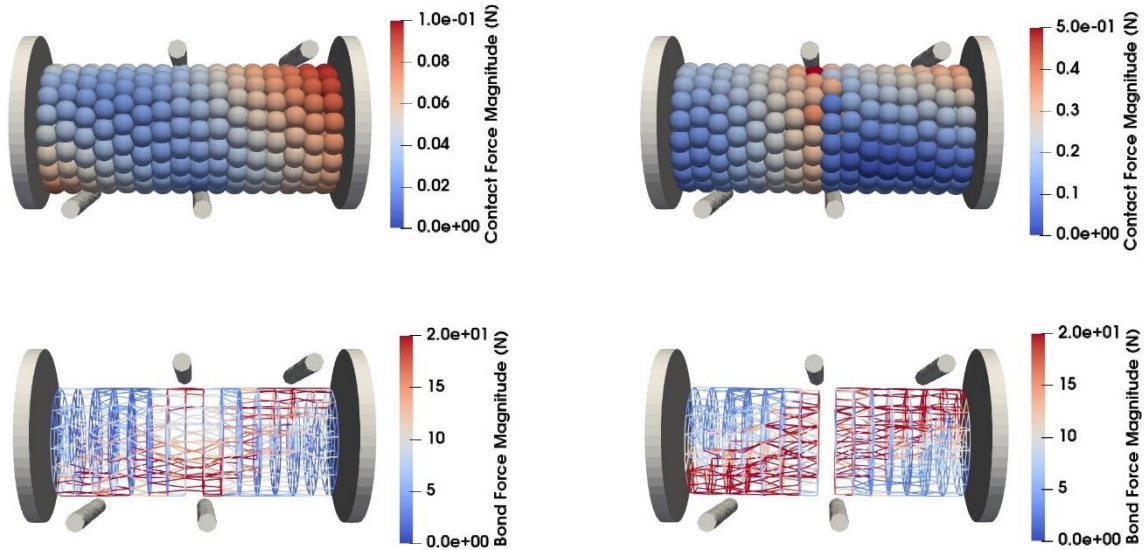 1.0e-01
0.08
0.06
0.04
0.02
0.0e+00
Contact Force Magnitude (N)
5.0e-01
0.4
0.3
0.2
0.1
0.0e+00
Contact Force Magnitude (N)
2.0e+01
15
10
5
0.0e+00
Bond Force Magnitude (N)
2.0e+01
15
10
5
0.0e+00
Bond Force Magnitude (N)